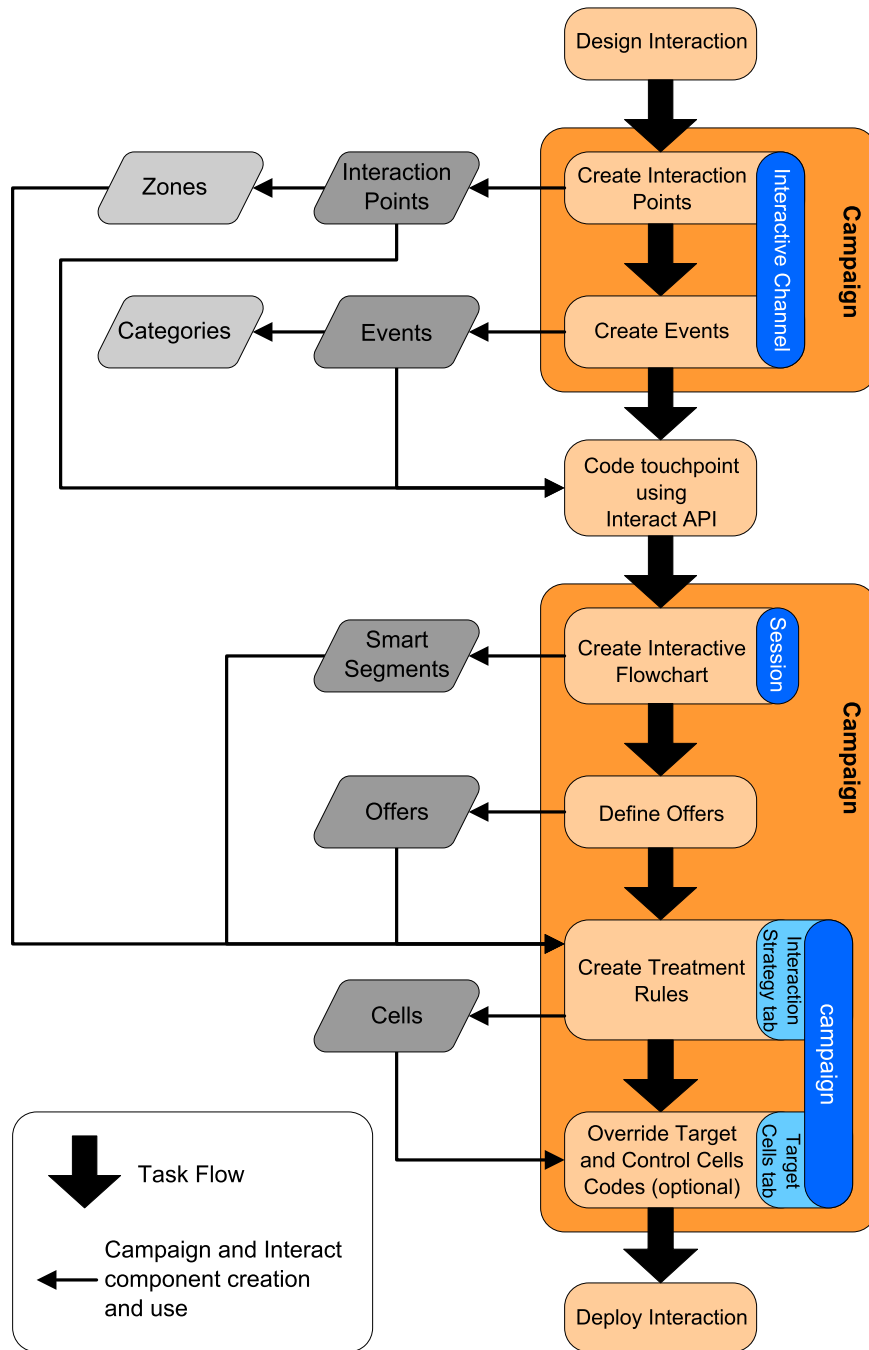 Design Interaction
Zones
Interaction
Points
Create Interaction
Points
Interactive Channel
Campaign
Categories
Events
Create Events
Code touchpoint
using
Interact API
Smart
Segments
Create Interactive
Flowchart
Session
Campaign
Offers
Define Offers
Create Treatment
Rules
Interaction
Strategy tab
campaign
Cells
Override Target
and Control Cells
Codes (optional)
Target
Cells tab
Task Flow
Campaign and Interact
component creation
and use
Deploy Interaction